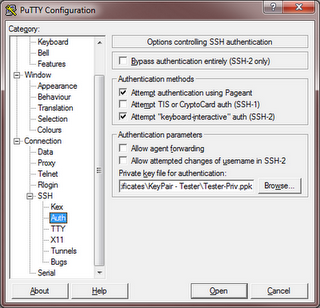 PuTTY Configuration
Category:
Keyboard
Bell
Features
Window
Appearance
Behaviour
Translation
Selection
Colours
Connection
Data
Proxy
Telnet
Rlogin
SSH
Kex
Auth
TTY
X11
Tunnels
Bugs
Serial
Options controlling SSH authentication
Bypass authentication entirely (SSH-2 only)
Authentication methods
Attempt authentication using Pageant
Attempt TIS or CryptoCard auth (SSH-1)
Attempt "keyboard-interactive" auth (SSH-2)
Authentication parameters
Allow agent forwarding
Allow attempted changes of username in SSH-2
Private key file for authentication:
:ificates\KeyPair - Tester\Tester-Priv.ppk
Browse...
About
Help
Open
Cancel